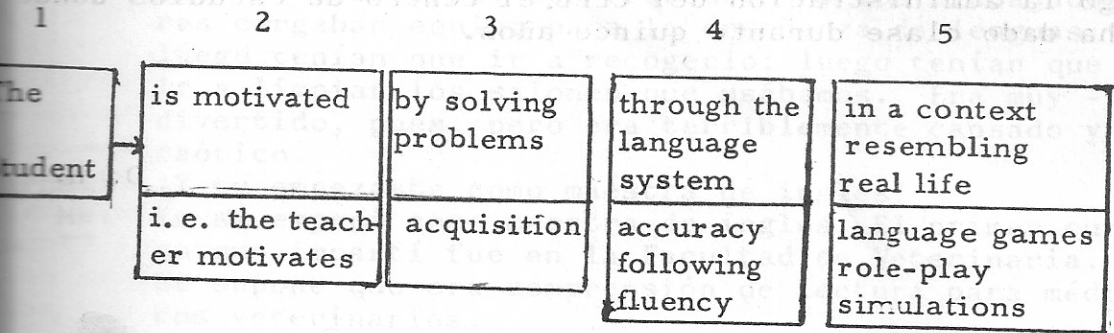 1 2 3 4 5
The
tudent
is motivated
i.e. the teach
er motivates
by solving
problems
acquisition
through the
language
system
accuracy
following
fluency
in a context
resembling
real life
language games
role-play
simulations